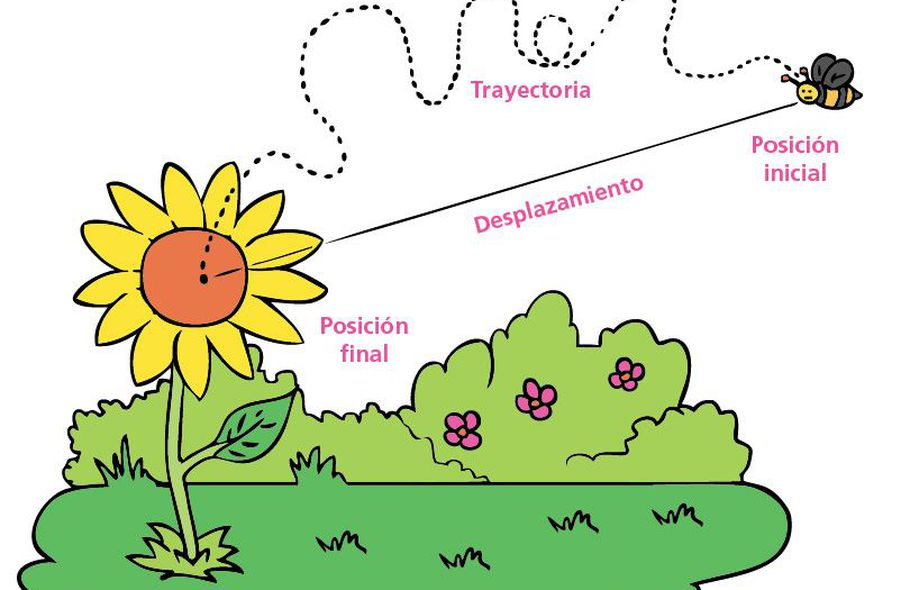 Trayectoria
Posición
inicial
Desplazamiento
Posición
final